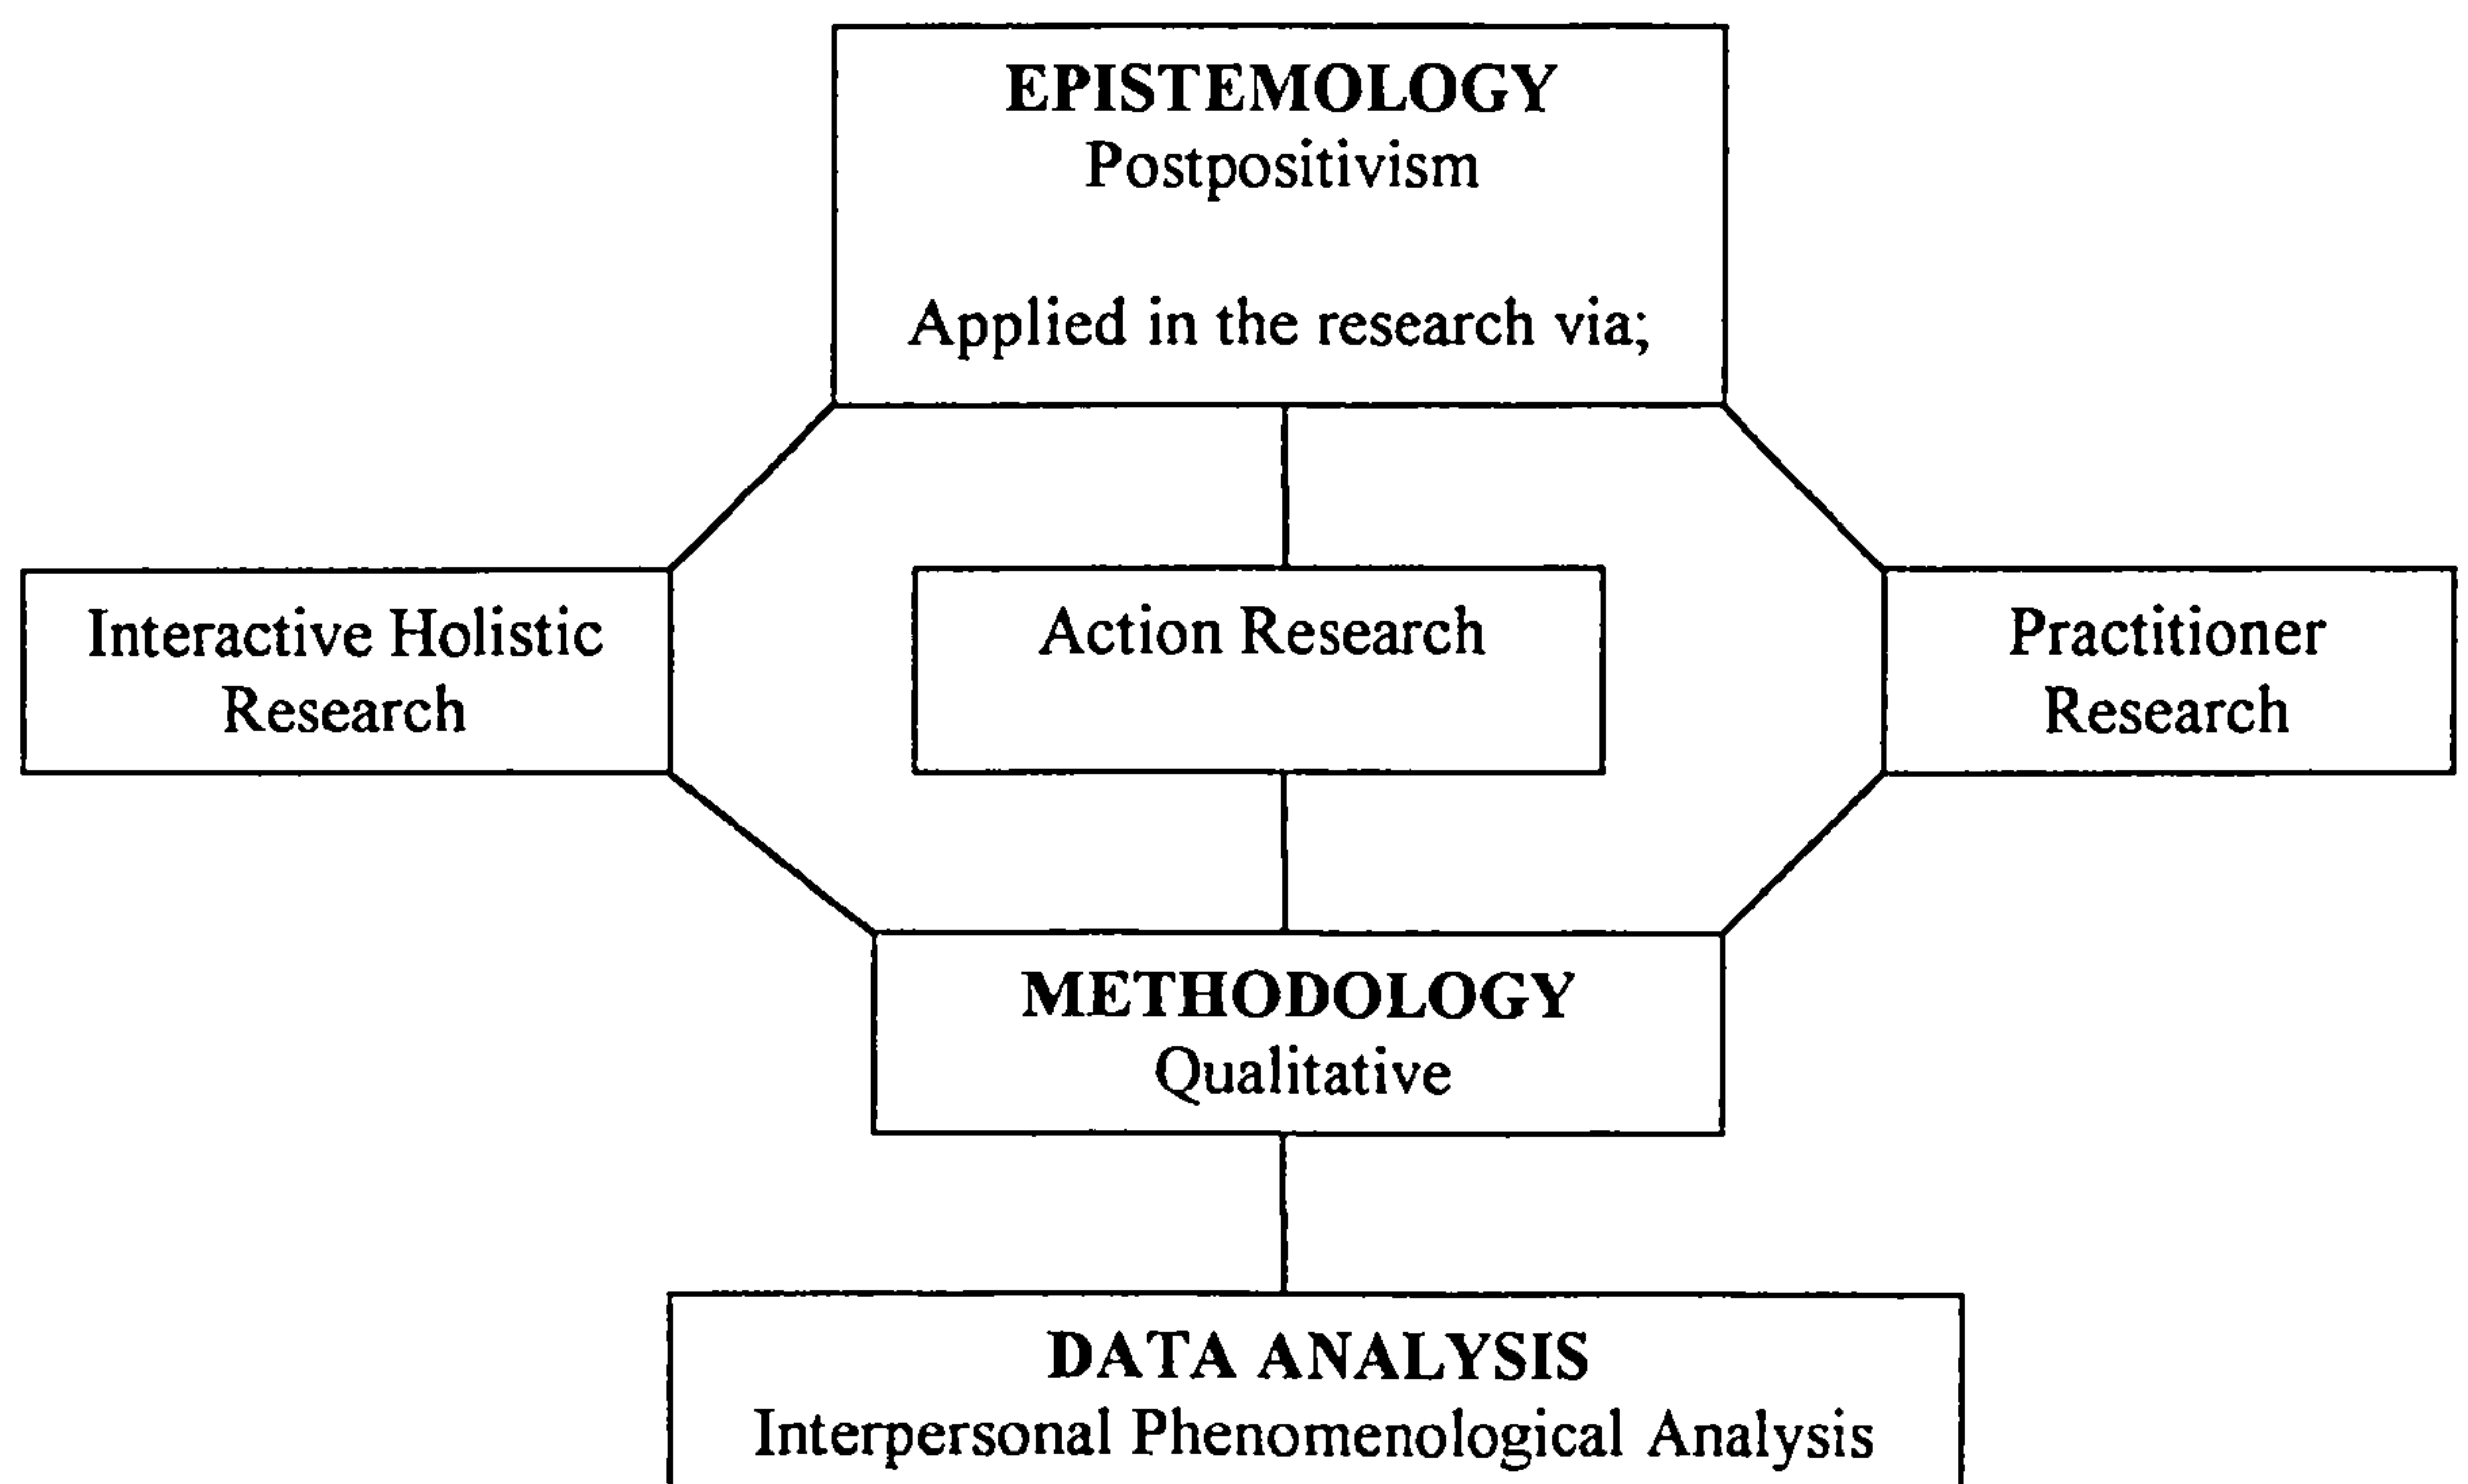 EPISTEMOLOGY
Postpositivism
Applied in the research via;
Interactive Holistic
Research
Action Research
Practitioner
Research
METHODOLOGY
Qualitative
DATA ANALYSIS
Interpersonal Phenomenological Analysis